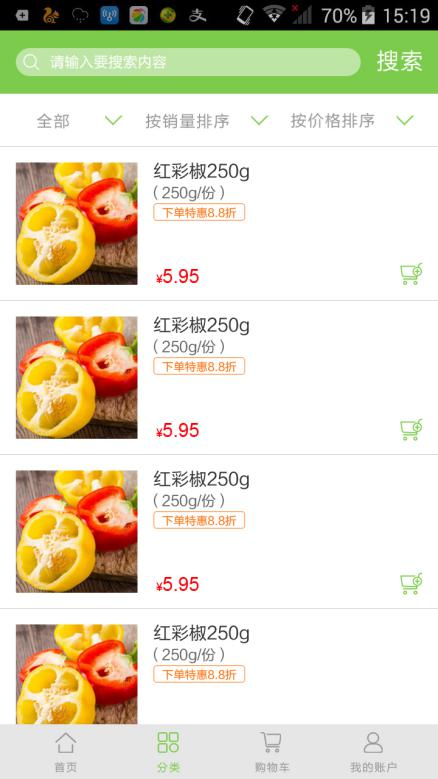 70% 15:19
请输入要搜索内容 搜索
全部 按销量排序 按价格排序
红彩椒250g
( 250g/份 )
下单特惠8.8折
¥5.95
红彩椒250g
( 250g/份 )
下单特惠8.8折
¥5.95
红彩椒250g
( 250g/份 )
下单特惠8.8折
¥5.95
红彩椒250g
( 250g/份 )
下单特惠8.8折
首页 分类 购物车 我的账户